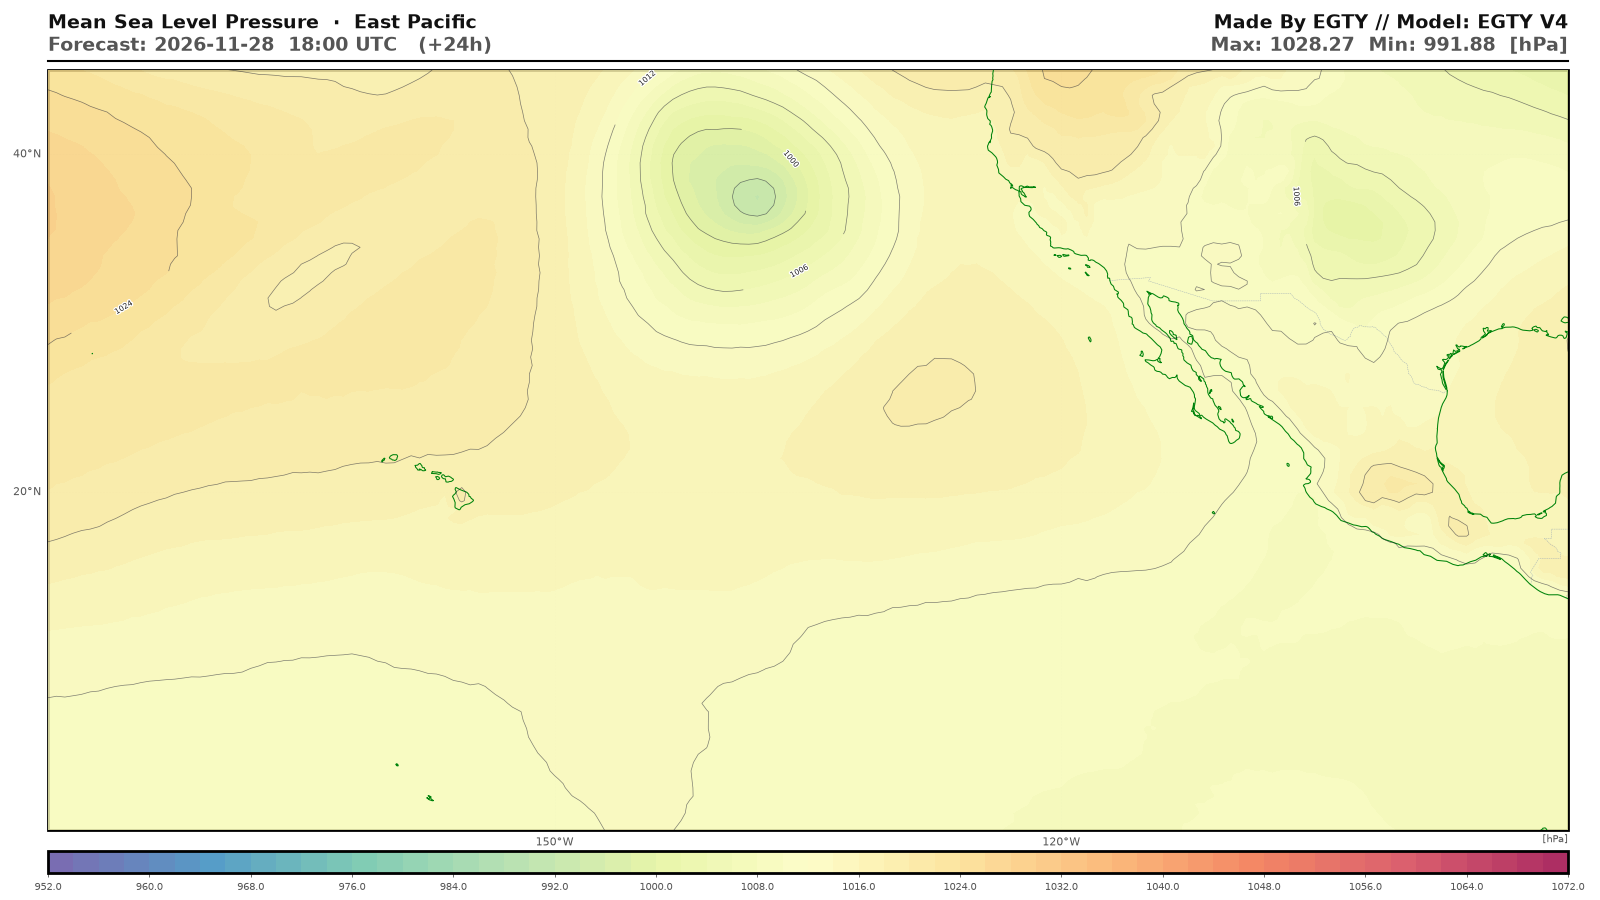 Mean Sea Level Pressure · East Pacific
Made By EGTY // Model: EGTY V4
Forecast: 2026-11-28 18:00 UTC (+24h)
Max: 1028.27 Min: 991.88 [hPa]
1012
1000
40°N
1006
1006
1024
20°N
150°W
120°W
[hPa]
952.0
960.0
968.0
976.0
984.0
992.0
1000.0
1008.0
1016.0
1024.0
1032.0
1040.0
1048.0
1056.0
1064.0
1072.0